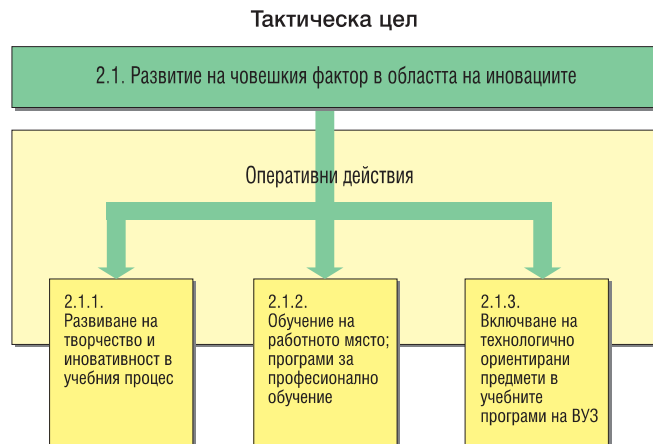 Тактическа цел
2.1. Развитие на човешкия фактор в областта на иновациите
Оперативни действия
2.1.1.
Развиване на
творчество и
иновативност в
учебния процес
2.1.2.
Обучение на
работното място;
програми за
професионално
обучение
2.1.3.
Включване на
технологично
ориентирани
предмети в
учебните
програми на ВУЗ